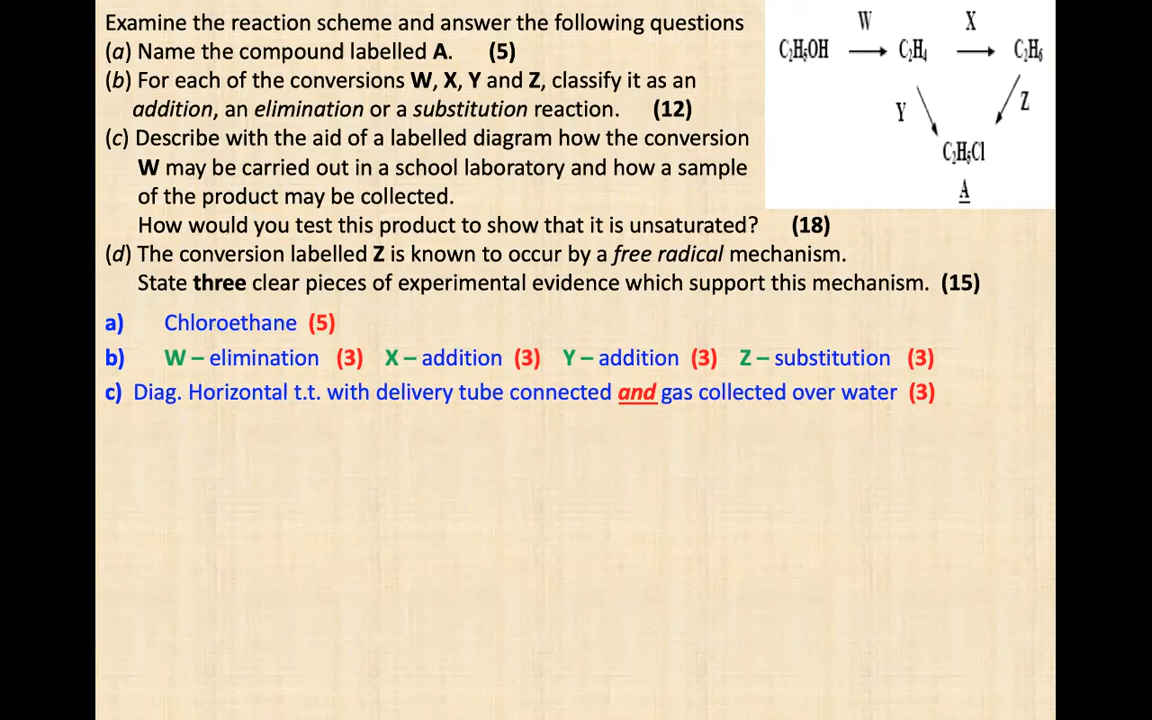 Examine the reaction scheme and answer the following questions
(a) Name the compound labelled A. (5)
(b) For each of the conversions W, X, Y and Z, classify it as an
addition, an elimination or a substitution reaction. (12)
(c) Describe with the aid of a labelled diagram how the conversion
W may be carried out in a school laboratory and how a sample
of the product may be collected.
How would you test this product to show that it is unsaturated? (18)
(d) The conversion labelled Z is known to occur by a free radical mechanism.
State three clear pieces of experimental evidence which support this mechanism. (15)
W X
C₂H₅OH C₂H₄ C₂H₆
Y Z
C₂H₅Cl
A
a) Chloroethane (5)
b) W – elimination (3) X – addition (3) Y – addition (3) Z – substitution (3)
c) Diag. Horizontal t.t. with delivery tube connected and gas collected over water (3)